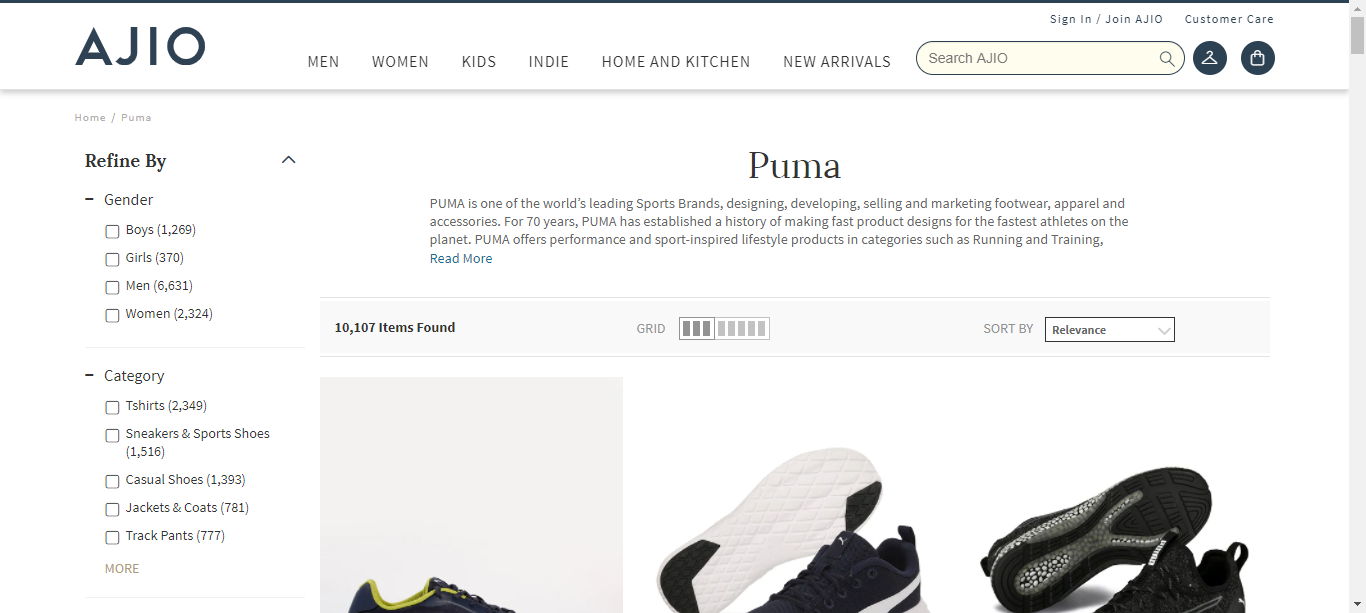 Sign In / Join AJIO Customer Care
AJIO
MEN WOMEN KIDS INDIE HOME AND KITCHEN NEW ARRIVALS Search AJIO
Home / Puma
Refine By
Gender
Boys (1,269)
Girls (370)
Men (6,631)
Women (2,324)
Category
Tshirts (2,349)
Sneakers & Sports Shoes
(1,516)
Casual Shoes (1,393)
Jackets & Coats (781)
Track Pants (777)
MORE
Puma
PUMA is one of the world’s leading Sports Brands, designing, developing, selling and marketing footwear, apparel and
accessories. For 70 years, PUMA has established a history of making fast product designs for the fastest athletes on the
planet. PUMA offers performance and sport-inspired lifestyle products in categories such as Running and Training,
Read More
10,107 Items Found GRID SORT BY Relevance